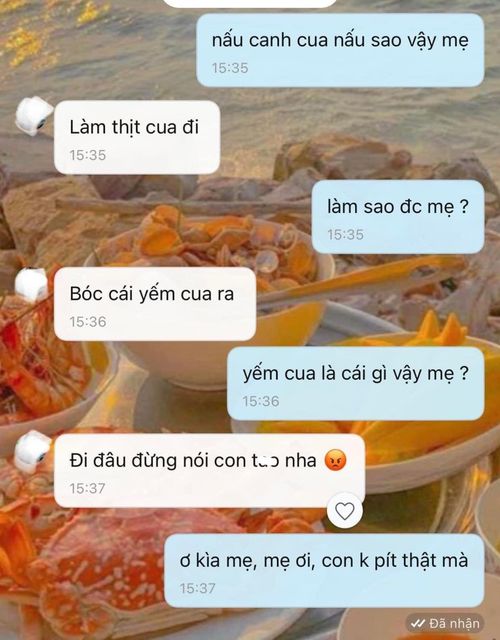 nấu canh cua nấu sao vậy mẹ
15:35
Làm thịt cua đi
15:35
làm sao đc mẹ ?
15:35
Bóc cái yếm cua ra
15:36
yếm cua là cái gì vậy mẹ ?
15:36
Đi đâu đừng nói con nha 😡
15:37
ơ kìa mẹ, mẹ ơi, con k pít thật mà
15:37
Đã nhận